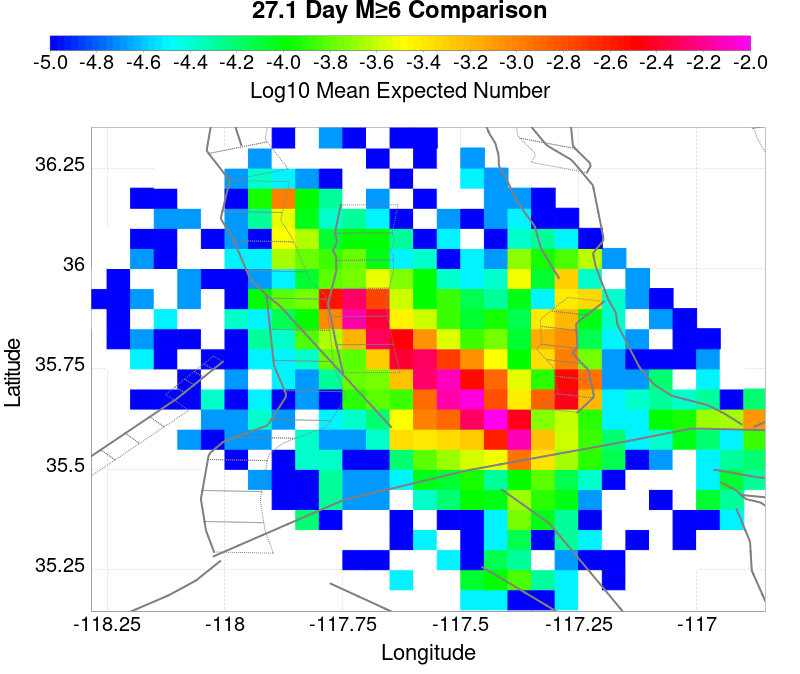 27.1 Day M≥6 Comparison
-5.0 -4.8 -4.6 -4.4 -4.2 -4.0 -3.8 -3.6 -3.4 -3.2 -3.0 -2.8 -2.6 -2.4 -2.2 -2.0
Log10 Mean Expected Number
36.25
36
35.75
35.5
35.25
Latitude
-118.25 -118 -117.75 -117.5 -117.25 -117
Longitude